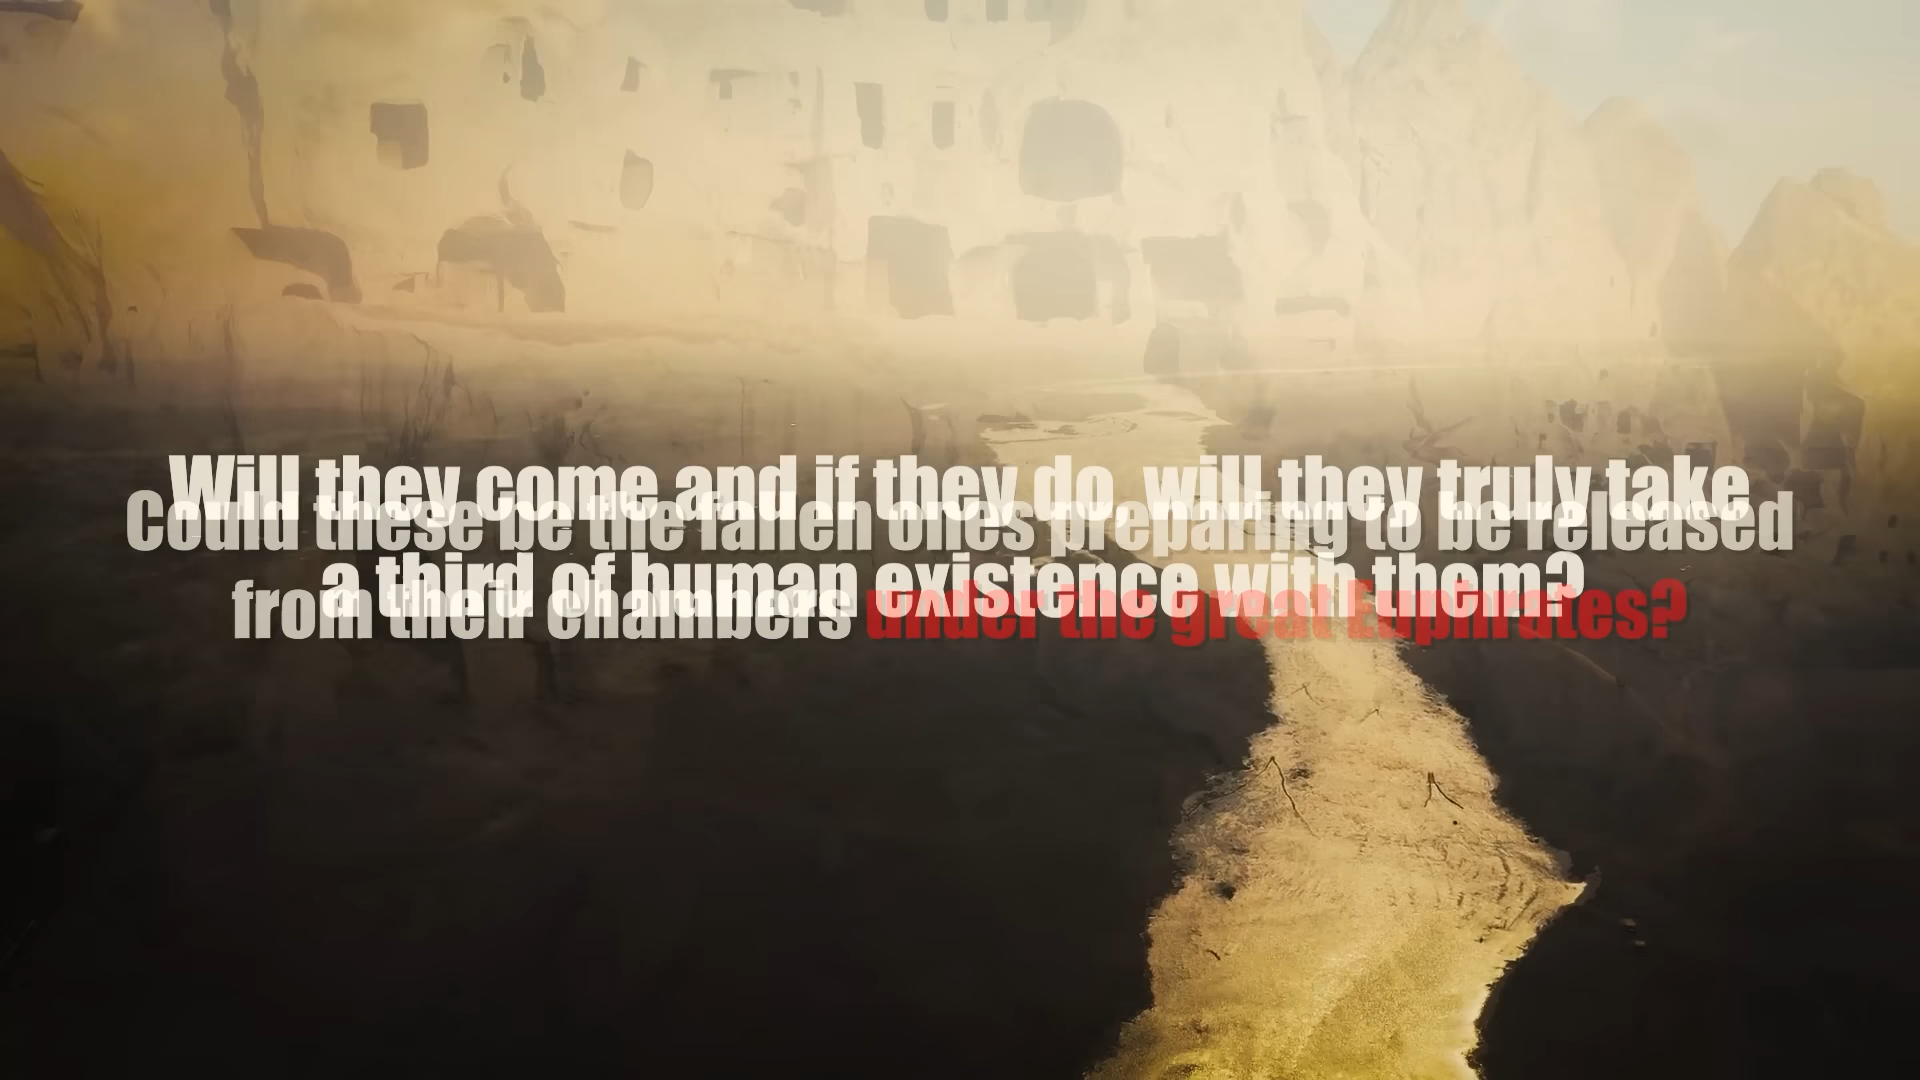 Will they come and if they do, will they truly take
a third of human existence with them?
Could these be the fallen ones preparing to be released
from their chambers under the great Euphrates?